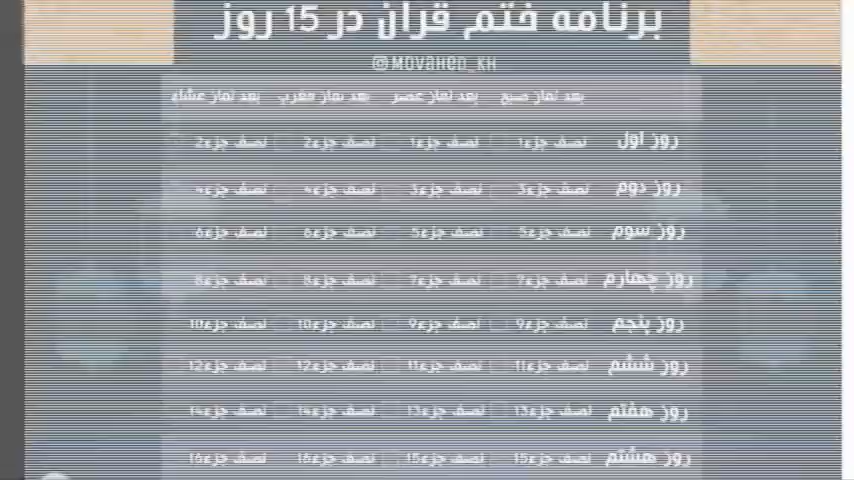 برنامه ختم قرآن در 15 روز
@MOVAHED_KH
بعد نماز صبح بعد نماز عصر بعد نماز مغرب بعد نماز عشاء
روز اول نصف جزء1 نصف جزء1 نصف جزء2 نصف جزء2
روز دوم نصف جزء3 نصف جزء3 نصف جزء4 نصف جزء4
روز سوم نصف جزء5 نصف جزء5 نصف جزء6 نصف جزء6
روز چهارم نصف جزء7 نصف جزء7 نصف جزء8 نصف جزء8
روز پنجم نصف جزء9 نصف جزء9 نصف جزء10 نصف جزء10
روز ششم نصف جزء11 نصف جزء11 نصف جزء12 نصف جزء12
روز هفتم نصف جزء13 نصف جزء13 نصف جزء14 نصف جزء14
روز هشتم نصف جزء15 نصف جزء15 نصف جزء16 نصف جزء16